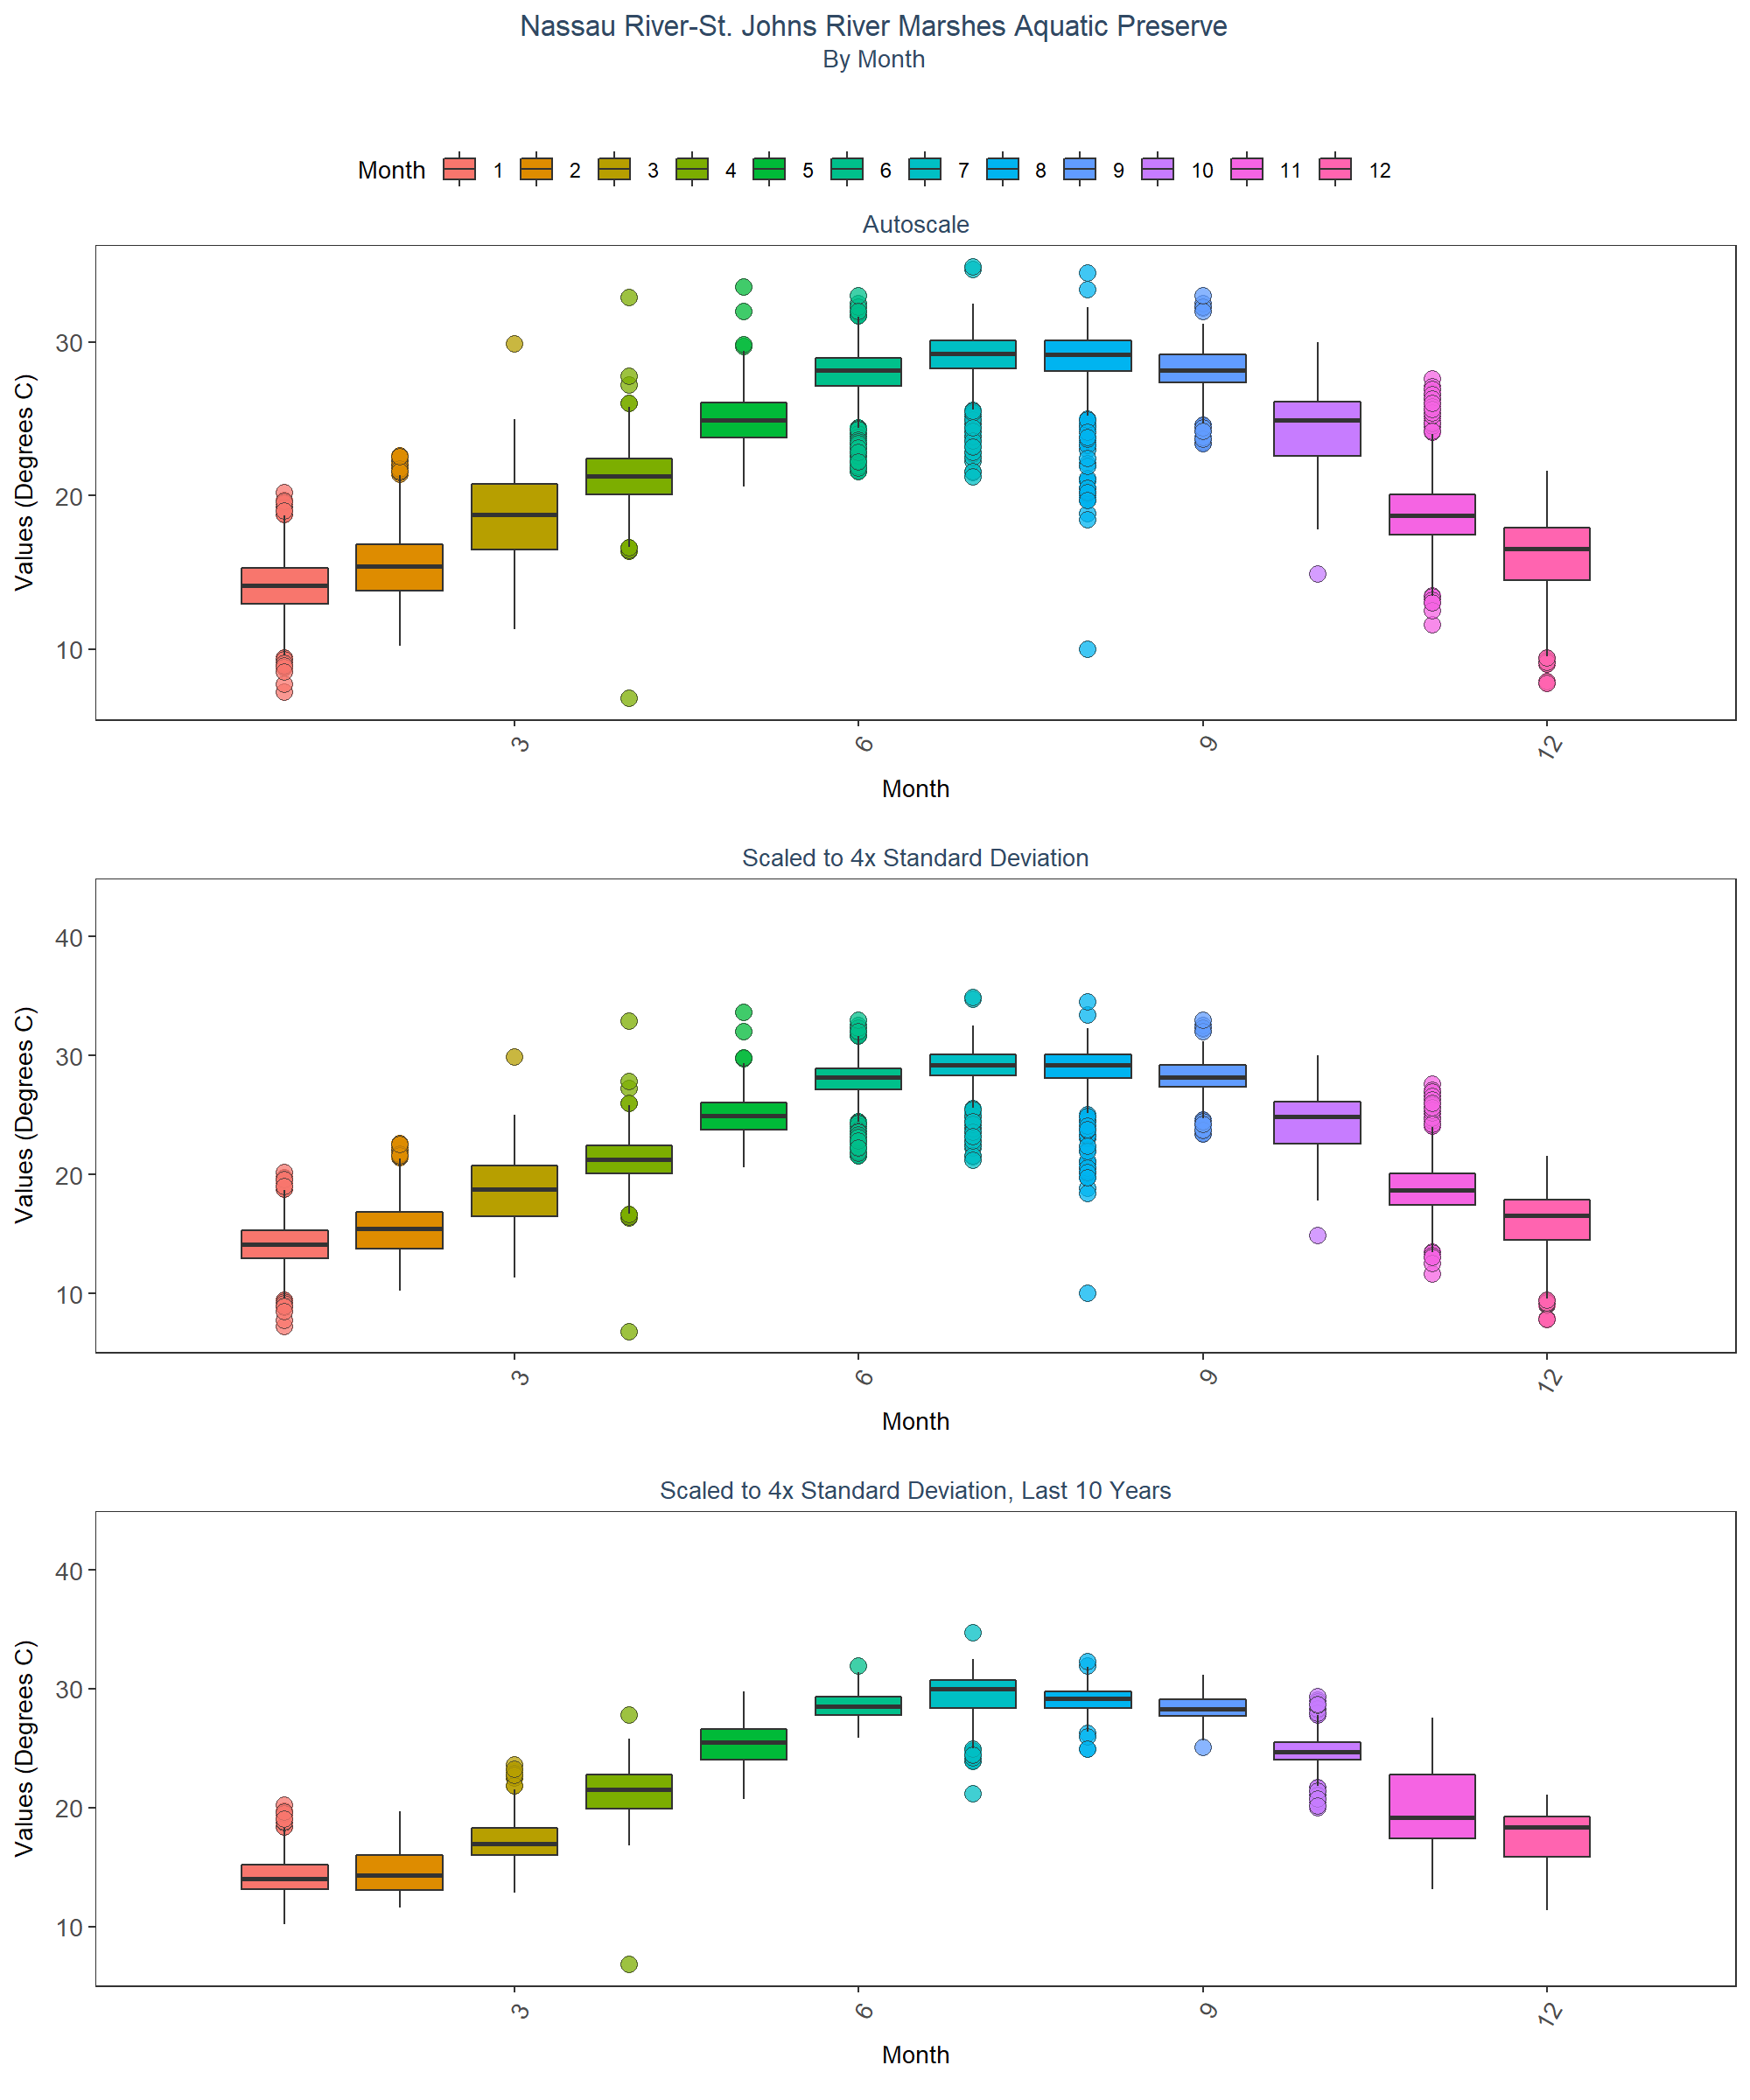 Nassau River-St. Johns River Marshes Aquatic Preserve
By Month
Month 1 2 3 4 5 6 7 8 9 10 11 12
Autoscale
Values (Degrees C)
30
20
10
3 6 9 12
Month
Scaled to 4x Standard Deviation
Values (Degrees C)
40
30
20
10
3 6 9 12
Month
Scaled to 4x Standard Deviation, Last 10 Years
Values (Degrees C)
40
30
20
10
3 6 9 12
Month